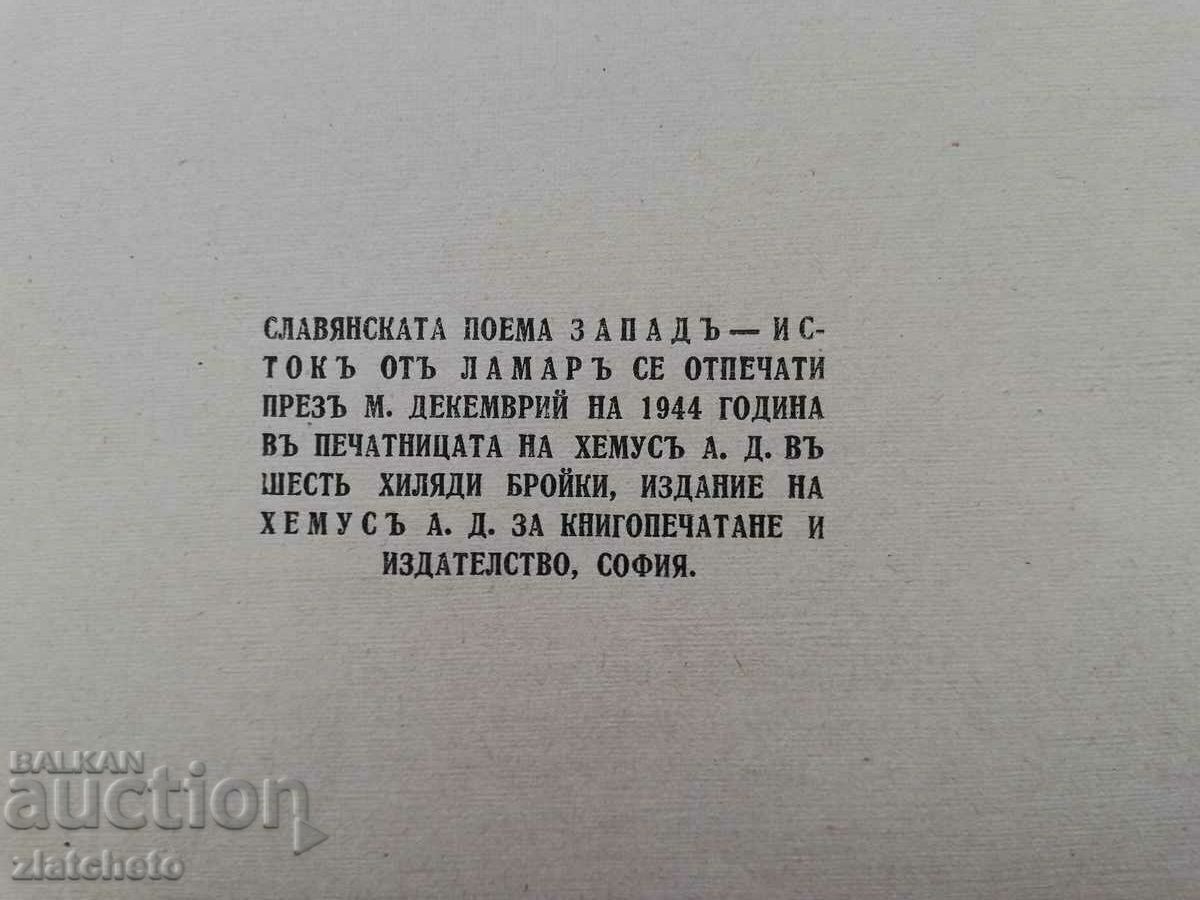 СЛАВЯНСКАТА ПОЕМА ЗАПАДЪ — ИС-
ТОКЪ ОТЪ ЛАМАРЪ СЕ ОТПЕЧАТИ
ПРЕЗЪ М. ДЕКЕМВРИЙ НА 1944 ГОДИНА
ВЪ ПЕЧАТНИЦАТА НА ХЕМУСЪ А. Д. ВЪ
ШЕСТЬ ХИЛЯДИ БРОЙКИ, ИЗДАНИЕ НА
ХЕМУСЪ А. Д. ЗА КНИГОПЕЧАТАНЕ И
ИЗДАТЕЛСТВО, СОФИЯ.
BALKAN
auction
zlatcheto